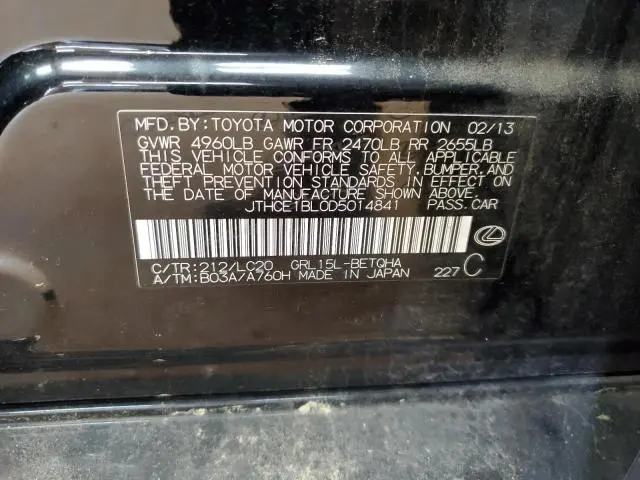 MFD. BY: TOYOTA MOTOR CORPORATION 02/13
GVWR 4960LB GAWR FR 2470LB RR 2655LB
THIS VEHICLE CONFORMS TO ALL APPLICABLE
FEDERAL MOTOR VEHICLE SAFETY, BUMPER, AND
THEFT PREVENTION STANDARDS IN EFFECT ON
THE DATE OF MANUFACTURE SHOWN ABOVE.
JTHCE1BL0D5014841 PASS. CAR
C/TR: 212/LC20 GRL15L-BETQHA
A/TM: B03A/A760H MADE IN JAPAN 227 C